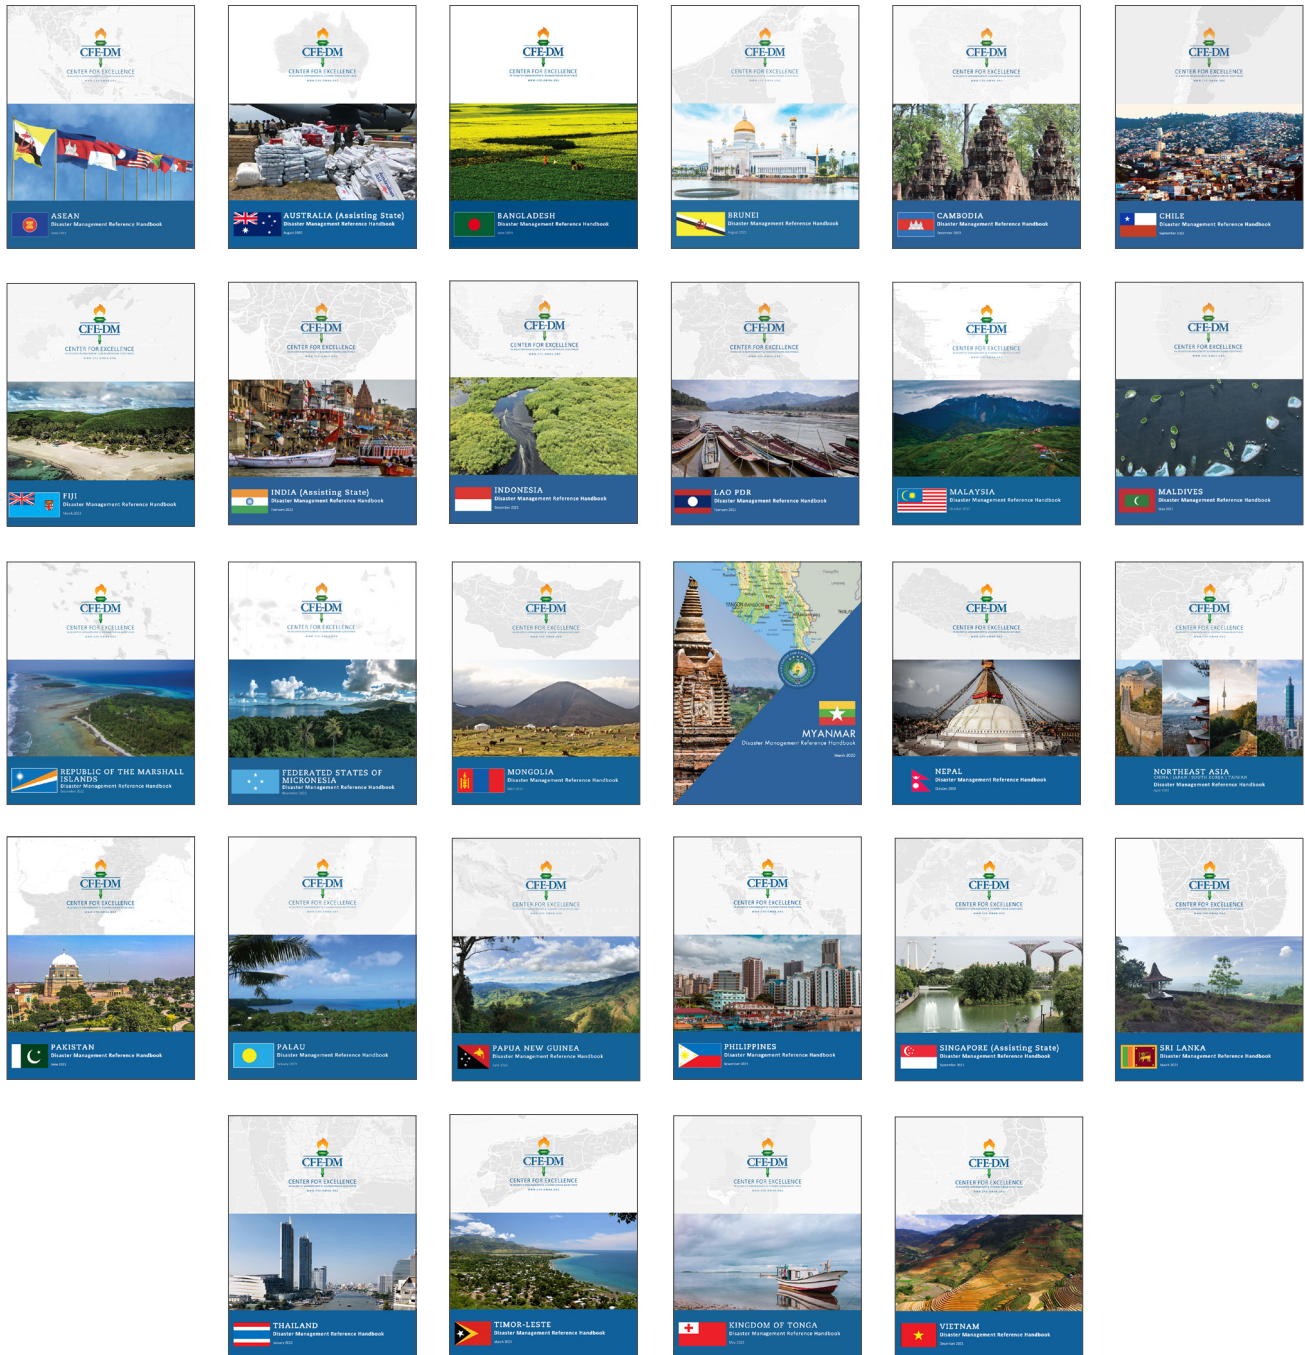 CFE-DM
CENTER FOR EXCELLENCE
ASEAN
Disaster Management Reference Handbook
CFE-DM
CENTER FOR EXCELLENCE
AUSTRALIA (Assisting State)
Disaster Management Reference Handbook
CFE-DM
CENTER FOR EXCELLENCE
BANGLADESH
Disaster Management Reference Handbook
CFE-DM
CENTER FOR EXCELLENCE
BRUNEI
Disaster Management Reference Handbook
CFE-DM
CENTER FOR EXCELLENCE
CAMBODIA
Disaster Management Reference Handbook
CFE-DM
CENTER FOR EXCELLENCE
CHILE
Disaster Management Reference Handbook
CFE-DM
CENTER FOR EXCELLENCE
FIJI
Disaster Management Reference Handbook
CFE-DM
CENTER FOR EXCELLENCE
INDIA (Assisting State)
Disaster Management Reference Handbook
CFE-DM
CENTER FOR EXCELLENCE
INDONESIA
Disaster Management Reference Handbook
CFE-DM
CENTER FOR EXCELLENCE
LAO PDR
Disaster Management Reference Handbook
CFE-DM
CENTER FOR EXCELLENCE
MALAYSIA
Disaster Management Reference Handbook
CFE-DM
CENTER FOR EXCELLENCE
MALDIVES
Disaster Management Reference Handbook
CFE-DM
CENTER FOR EXCELLENCE
REPUBLIC OF THE MARSHALL
ISLANDS
Disaster Management Reference Handbook
CFE-DM
CENTER FOR EXCELLENCE
FEDERATED STATES OF
MICRONESIA
Disaster Management Reference Handbook
CFE-DM
CENTER FOR EXCELLENCE
MONGOLIA
Disaster Management Reference Handbook
MYANMAR
Disaster Management Reference Handbook
March 2020
CFE-DM
CENTER FOR EXCELLENCE
NEPAL
Disaster Management Reference Handbook
CFE-DM
CENTER FOR EXCELLENCE
NORTHEAST ASIA
CHINA | JAPAN | SOUTH KOREA | TAIWAN
Disaster Management Reference Handbook
CFE-DM
CENTER FOR EXCELLENCE
PAKISTAN
Disaster Management Reference Handbook
CFE-DM
CENTER FOR EXCELLENCE
PALAU
Disaster Management Reference Handbook
CFE-DM
CENTER FOR EXCELLENCE
PAPUA NEW GUINEA
Disaster Management Reference Handbook
CFE-DM
CENTER FOR EXCELLENCE
PHILIPPINES
Disaster Management Reference Handbook
CFE-DM
CENTER FOR EXCELLENCE
SINGAPORE (Assisting State)
Disaster Management Reference Handbook
CFE-DM
CENTER FOR EXCELLENCE
SRI LANKA
Disaster Management Reference Handbook
CFE-DM
CENTER FOR EXCELLENCE
THAILAND
Disaster Management Reference Handbook
CFE-DM
CENTER FOR EXCELLENCE
TIMOR-LESTE
Disaster Management Reference Handbook
CFE-DM
CENTER FOR EXCELLENCE
KINGDOM OF TONGA
Disaster Management Reference Handbook
CFE-DM
CENTER FOR EXCELLENCE
VIETNAM
Disaster Management Reference Handbook